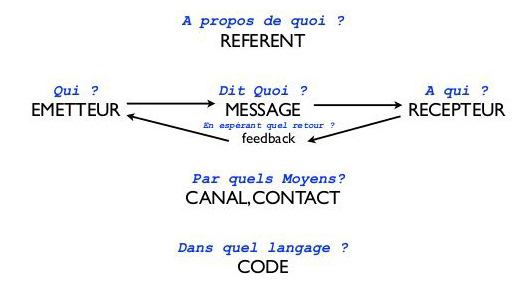 A propos de quoi ?
REFERENT
Qui ? Dit Quoi ? A qui ?
EMETTEUR MESSAGE RECEPTEUR
En espérant quel retour ?
feedback
Par quels Moyens?
CANAL,CONTACT
Dans quel langage ?
CODE